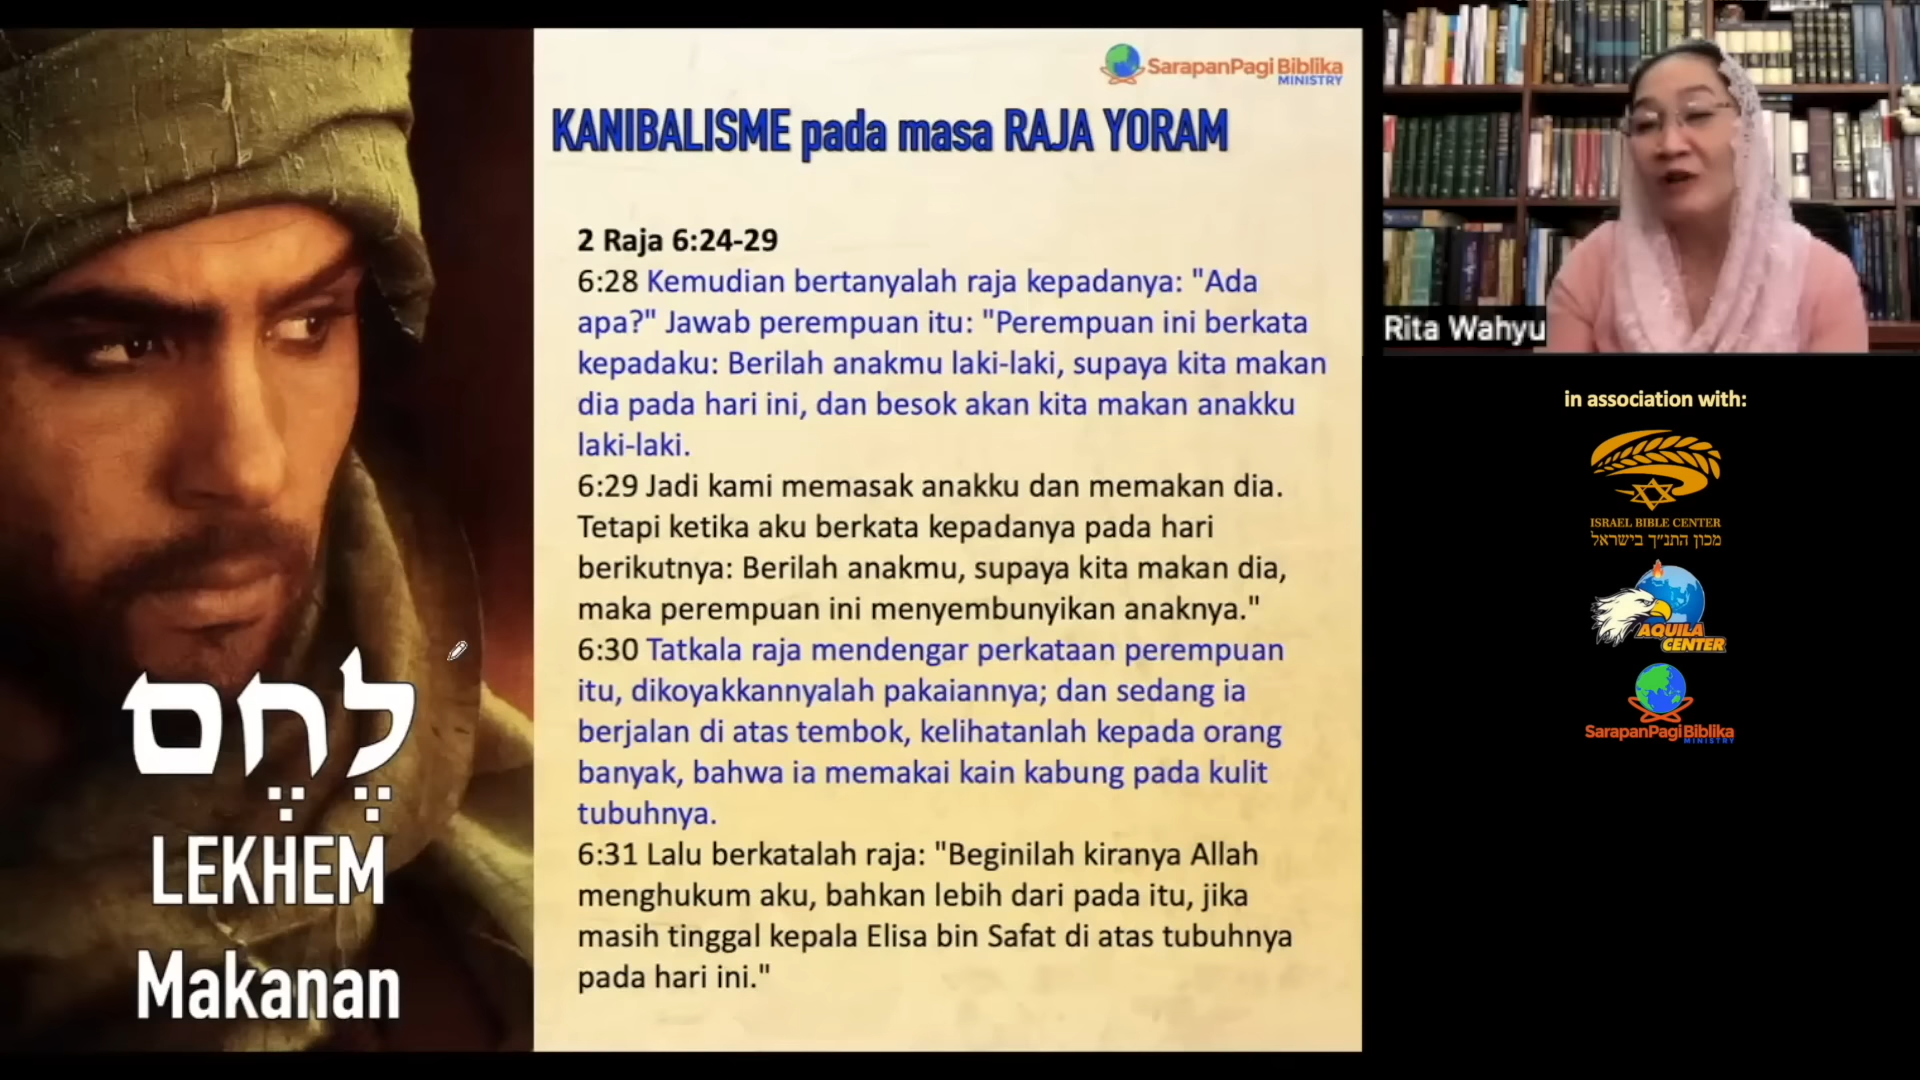 SarapanPagi Biblika
MINISTRY
KANIBALISME pada masa RAJA YORAM
2 Raja 6:24-29
6:28 Kemudian bertanyalah raja kepadanya: "Ada
apa?" Jawab perempuan itu: "Perempuan ini berkata
kepadaku: Berilah anakmu laki-laki, supaya kita makan
dia pada hari ini, dan besok akan kita makan anakku
laki-laki.
6:29 Jadi kami memasak anakku dan memakan dia.
Tetapi ketika aku berkata kepadanya pada hari
berikutnya: Berilah anakmu, supaya kita makan dia,
maka perempuan ini menyembunyikan anaknya."
6:30 Tatkala raja mendengar perkataan perempuan
itu, dikoyakkannyalah pakaiannya; dan sedang ia
berjalan di atas tembok, kelihatanlah kepada orang
banyak, bahwa ia memakai kain kabung pada kulit
tubuhnya.
6:31 Lalu berkatalah raja: "Beginilah kiranya Allah
menghukum aku, bahkan lebih dari pada itu, jika
masih tinggal kepala Elisa bin Safat di atas tubuhnya
pada hari ini."
לֶחֶם
LEKHEM
Makanan
Rita Wahyu
in association with:
ISRAEL BIBLE CENTER
מכון התנ״ך בישראל
AQUILA
CENTER
SarapanPagi Biblika
MINISTRY